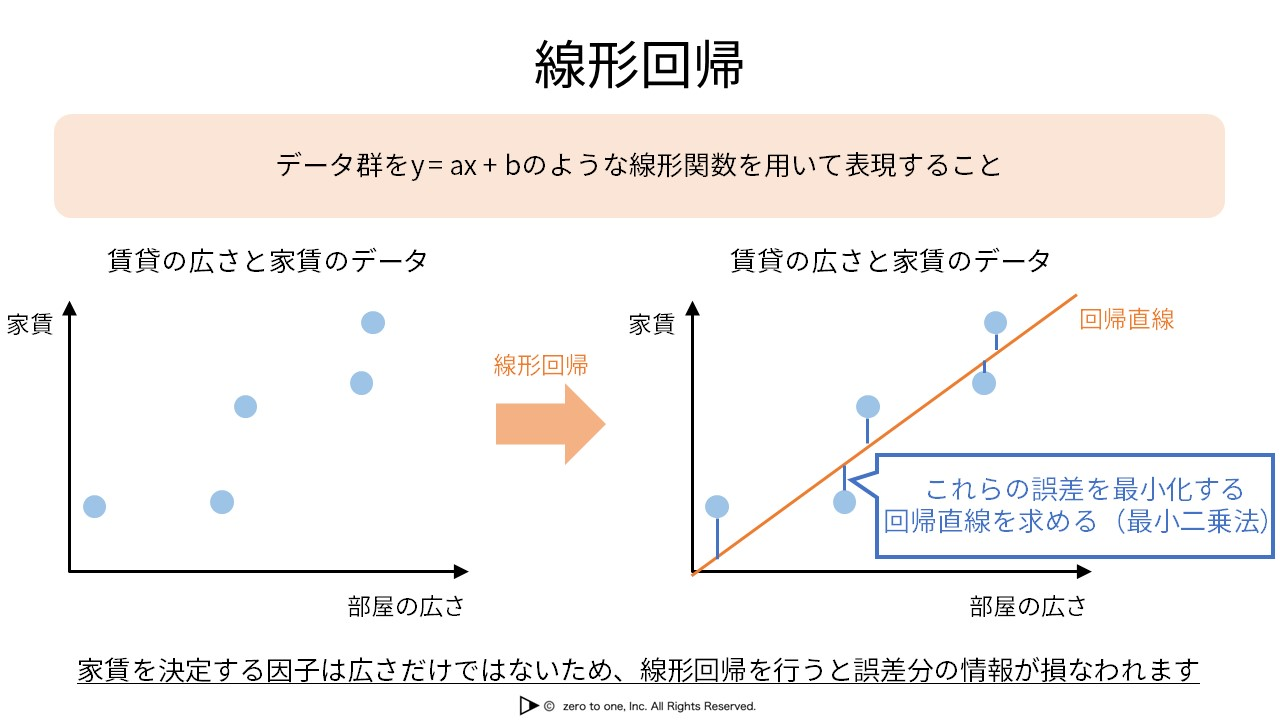 線形回帰
データ群をy = ax + bのような線形関数を用いて表現すること
賃貸の広さと家賃のデータ
家賃
部屋の広さ
線形回帰
賃貸の広さと家賃のデータ
家賃
回帰直線
これらの誤差を最小化する
回帰直線を求める（最小二乗法）
部屋の広さ
家賃を決定する因子は広さだけではないため、線形回帰を行うと誤差分の情報が損なわれます
© zero to one, Inc. All Rights Reserved.